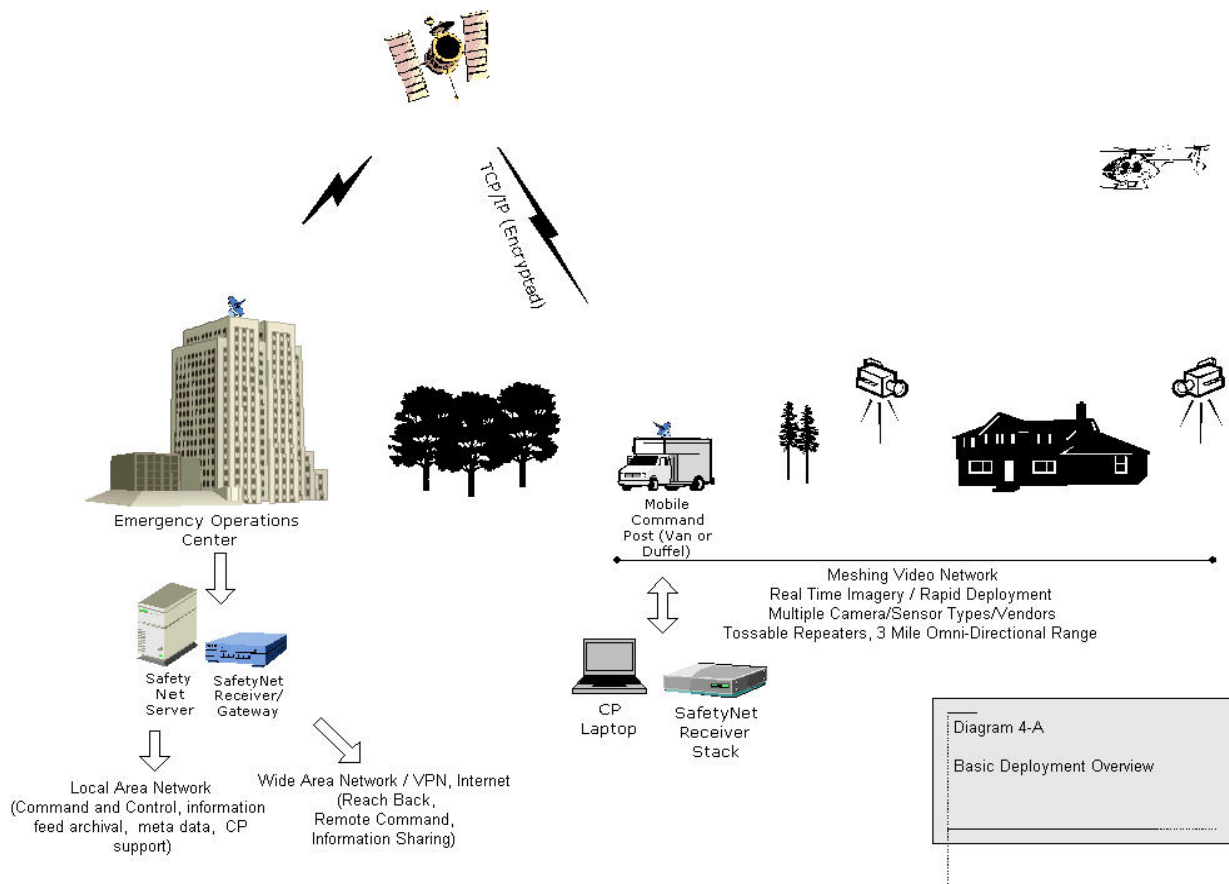 TCP/IP (Encrypted)
Emergency Operations
Center
Mobile
Command
Post (Van or
Duffel)
Meshing Video Network
Real Time Imagery / Rapid Deployment
Multiple Camera/Sensor Types/Vendors
Tossable Repeaters, 3 Mile Omni-Directional Range
Safety
Net
Server
SafetyNet
Receiver/
Gateway
CP
Laptop
SafetyNet
Receiver
Stack
Local Area Network
(Command and Control, information
feed archival, meta data, CP
support)
Wide Area Network / VPN, Internet
(Reach Back,
Remote Command,
Information Sharing)
Diagram 4-A
Basic Deployment Overview